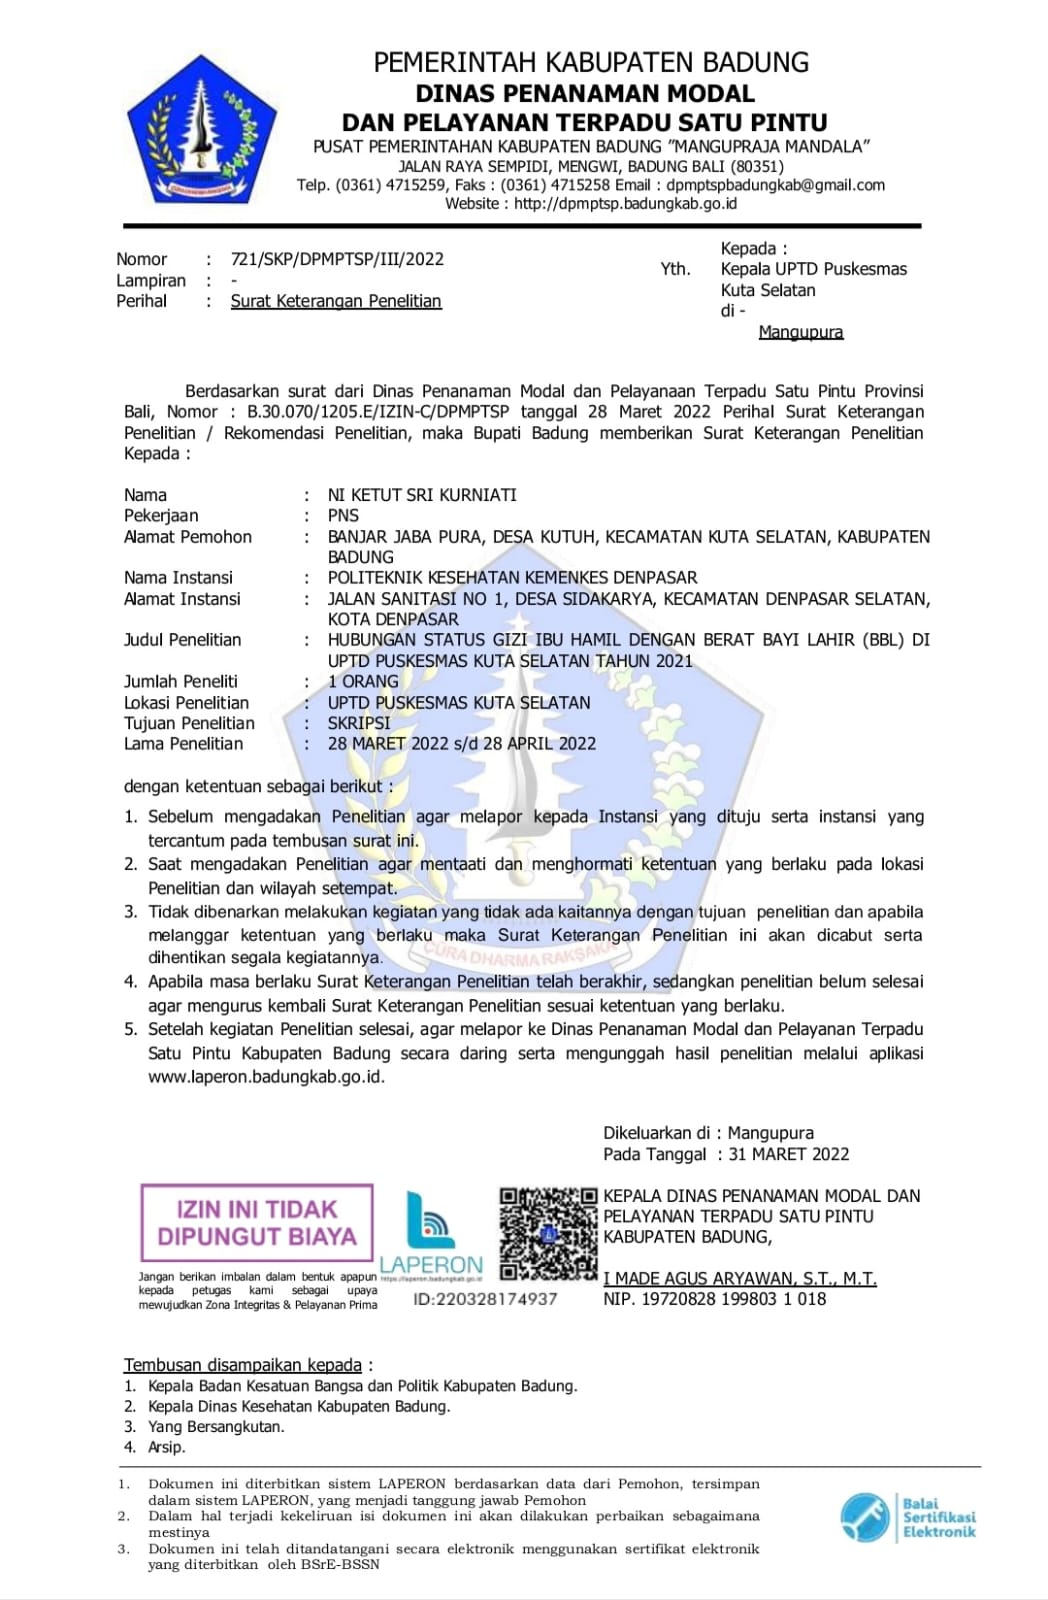 PEMERINTAH KABUPATEN BADUNG
DINAS PENANAMAN MODAL
DAN PELAYANAN TERPADU SATU PINTU
PUSAT PEMERINTAHAN KABUPATEN BADUNG "MANGUPRAJA MANDALA"
JALAN RAYA SEMPIDI, MENGWI, BADUNG BALI (80351)
Telp. (0361) 4715259, Faks : (0361) 4715258 Email : dpmptspbadungkab@gmail.com
Website : http://dpmptsp.badungkab.go.id
Nomor : 721/SKP/DPMPTSP/III/2022
Lampiran : -
Perihal : Surat Keterangan Penelitian
Kepada :
Yth. Kepala UPTD Puskesmas
Kuta Selatan
di -
Mangupura
Berdasarkan surat dari Dinas Penanaman Modal dan Pelayanaan Terpadu Satu Pintu Provinsi
Bali, Nomor : B.30.070/1205.E/IZIN-C/DPMPTSP tanggal 28 Maret 2022 Perihal Surat Keterangan
Penelitian / Rekomendasi Penelitian, maka Bupati Badung memberikan Surat Keterangan Penelitian
Kepada :
Nama : NI KETUT SRI KURNIATI
Pekerjaan : PNS
Alamat Pemohon : BANJAR JABA PURA, DESA KUTUH, KECAMATAN KUTA SELATAN, KABUPATEN
BADUNG
Nama Instansi : POLITEKNIK KESEHATAN KEMENKES DENPASAR
Alamat Instansi : JALAN SANITASI NO 1, DESA SIDAKARYA, KECAMATAN DENPASAR SELATAN,
KOTA DENPASAR
Judul Penelitian : HUBUNGAN STATUS GIZI IBU HAMIL DENGAN BERAT BAYI LAHIR (BBL) DI
UPTD PUSKESMAS KUTA SELATAN TAHUN 2021
Jumlah Peneliti : 1 ORANG
Lokasi Penelitian : UPTD PUSKESMAS KUTA SELATAN
Tujuan Penelitian : SKRIPSI
Lama Penelitian : 28 MARET 2022 s/d 28 APRIL 2022
dengan ketentuan sebagai berikut :
1. Sebelum mengadakan Penelitian agar melapor kepada Instansi yang dituju serta instansi yang
tercantum pada tembusan surat ini.
2. Saat mengadakan Penelitian agar mentaati dan menghormati ketentuan yang berlaku pada lokasi
Penelitian dan wilayah setempat.
3. Tidak dibenarkan melakukan kegiatan yang tidak ada kaitannya dengan tujuan penelitian dan apabila
melanggar ketentuan yang berlaku maka Surat Keterangan Penelitian ini akan dicabut serta
dihentikan segala kegiatannya.
4. Apabila masa berlaku Surat Keterangan Penelitian telah berakhir, sedangkan penelitian belum selesai
agar mengurus kembali Surat Keterangan Penelitian sesuai ketentuan yang berlaku.
5. Setelah kegiatan Penelitian selesai, agar melapor ke Dinas Penanaman Modal dan Pelayanan Terpadu
Satu Pintu Kabupaten Badung secara daring serta mengunggah hasil penelitian melalui aplikasi
www.laperon.badungkab.go.id.
CURA DHARMA RAKSAKA
Dikeluarkan di : Mangupura
Pada Tanggal : 31 MARET 2022
KEPALA DINAS PENANAMAN MODAL DAN
PELAYANAN TERPADU SATU PINTU
KABUPATEN BADUNG,
I MADE AGUS ARYAWAN, S.T., M.T.
NIP. 19720828 199803 1 018
IZIN INI TIDAK
DIPUNGUT BIAYA
Jangan berikan imbalan dalam bentuk apapun
kepada petugas kami sebagai upaya
mewujudkan Zona Integritas & Pelayanan Prima
LAPERON
https://laperon.badungkab.go.id
ID:220328174937
Tembusan disampaikan kepada :
1. Kepala Badan Kesatuan Bangsa dan Politik Kabupaten Badung.
2. Kepala Dinas Kesehatan Kabupaten Badung.
3. Yang Bersangkutan.
4. Arsip.
1. Dokumen ini diterbitkan sistem LAPERON berdasarkan data dari Pemohon, tersimpan
dalam sistem LAPERON, yang menjadi tanggung jawab Pemohon
2. Dalam hal terjadi kekeliruan isi dokumen ini akan dilakukan perbaikan sebagaimana
mestinya
3. Dokumen ini telah ditandatangani secara elektronik menggunakan sertifikat elektronik
yang diterbitkan oleh BSrE-BSSN
Balai
Sertifikasi
Elektronik